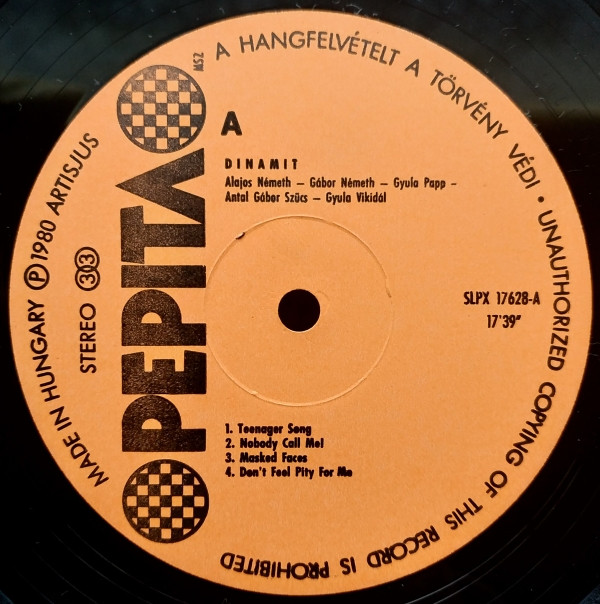 A HANGFELVÉTELT A TÖRVÉNY VÉDI • UNAUTHORIZED COPYING OF THIS RECORD IS PROHIBITED
MADE IN HUNGARY Ⓟ 1980 ARTISJUS
STEREO 33
PEPITA
MSZ
A
DINAMIT
Alajos Németh – Gábor Németh – Gyula Papp –
Antal Gábor Szűcs – Gyula Vikidál
SLPX 17628-A
17'39"
1. Teenager Song
2. Nobody Call Me!
3. Masked Faces
4. Don't Feel Pity For Me